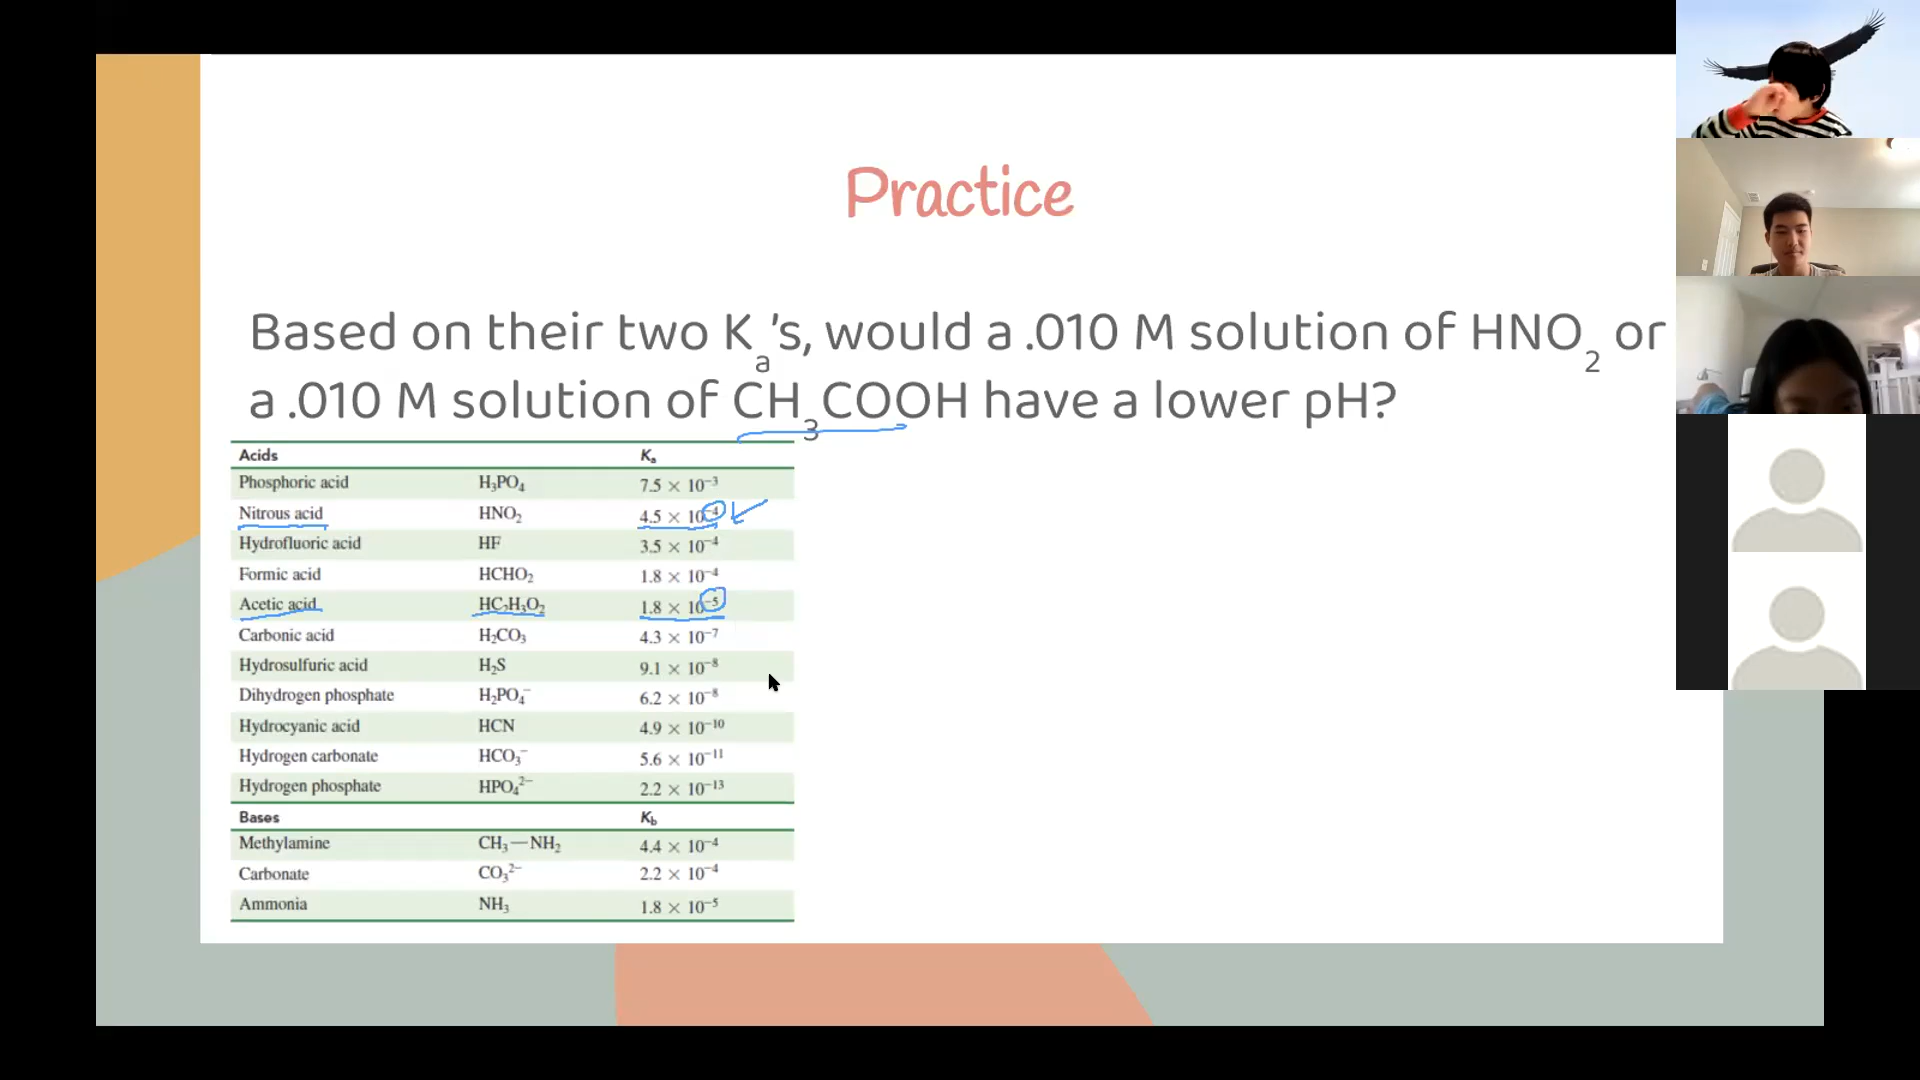 Practice
Based on their two Kₐ's, would a .010 M solution of HNO₂ or
a .010 M solution of CH₃COOH have a lower pH?
Acids Kₐ
Phosphoric acid H₃PO₄ 7.5 × 10⁻³
Nitrous acid HNO₂ 4.5 × 10⁻⁴
Hydrofluoric acid HF 3.5 × 10⁻⁴
Formic acid HCHO₂ 1.8 × 10⁻⁴
Acetic acid HC₂H₃O₂ 1.8 × 10⁻⁵
Carbonic acid H₂CO₃ 4.3 × 10⁻⁷
Hydrosulfuric acid H₂S 9.1 × 10⁻⁸
Dihydrogen phosphate H₂PO₄⁻ 6.2 × 10⁻⁸
Hydrocyanic acid HCN 4.9 × 10⁻¹⁰
Hydrogen carbonate HCO₃⁻ 5.6 × 10⁻¹¹
Hydrogen phosphate HPO₄²⁻ 2.2 × 10⁻¹³
Bases K_b
Methylamine CH₃—NH₂ 4.4 × 10⁻⁴
Carbonate CO₃²⁻ 2.2 × 10⁻⁴
Ammonia NH₃ 1.8 × 10⁻⁵